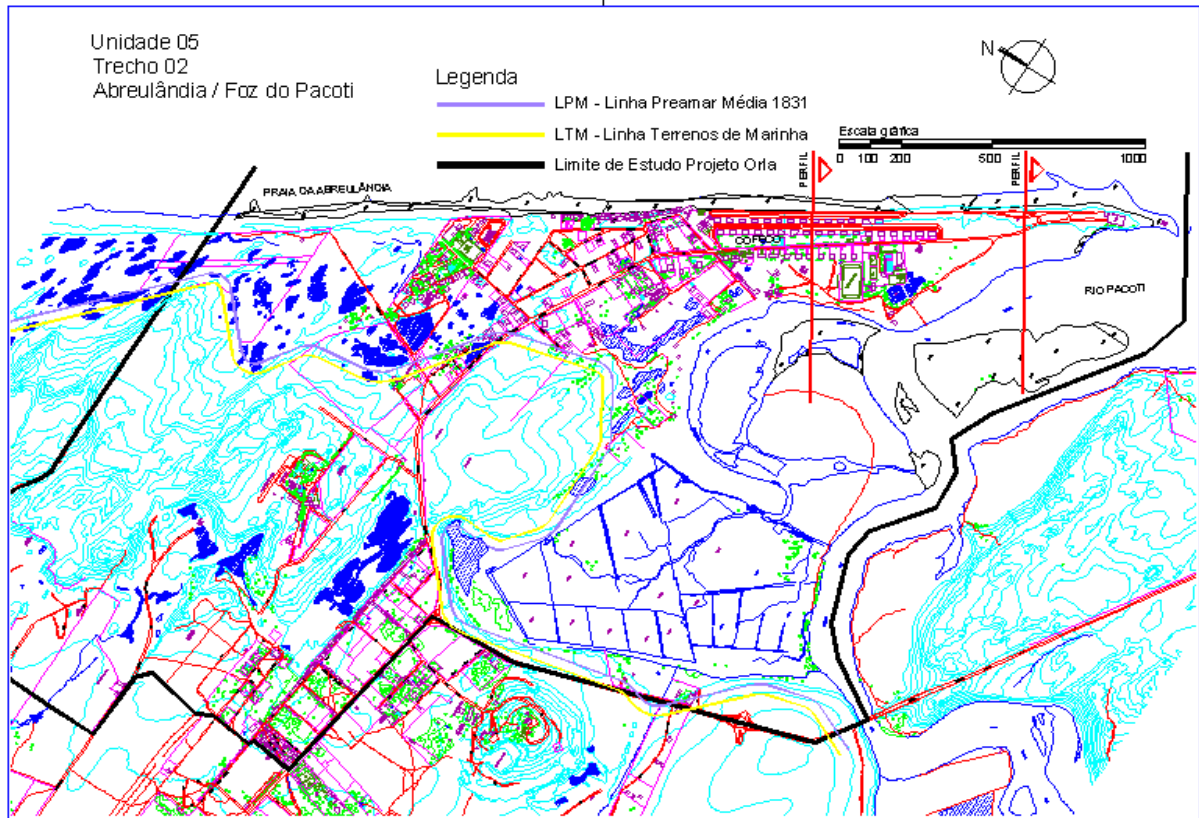 Unidade 05
Trecho 02
Abreulândia / Foz do Pacoti
N
Legenda
LPM - Linha Preamar Média 1831
LTM - Linha Terrenos de Marinha
Limite de Estudo Projeto Orla
Escala gráfica
0 100 200 500 1000
PERFIL
PERFIL
PRAIA DA ABREULÂNDIA
COFECO
RIO PACOTI